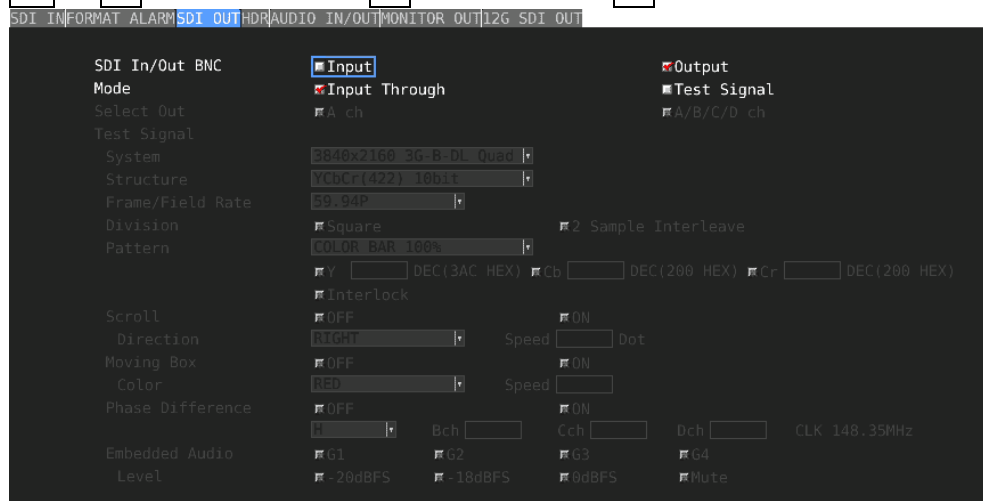 SDI IN FORMAT ALARM SDI OUT HDR AUDIO IN/OUT MONITOR OUT 12G SDI OUT
SDI In/Out BNC Input Output
Mode Input Through Test Signal
Select Out A ch A/B/C/D ch
Test Signal
System 3840x2160 3G-B-DL Quad
Structure YCbCr(422) 10bit
Frame/Field Rate 59.94P
Division Square 2 Sample Interleave
Pattern COLOR BAR 100%
Y DEC(3AC HEX) Cb DEC(200 HEX) Cr DEC(200 HEX)
Interlock
Scroll OFF ON
Direction RIGHT Speed Dot
Moving Box OFF ON
Color RED Speed
Phase Difference OFF ON
H Bch Cch Dch CLK 148.35MHz
Embedded Audio G1 G2 G3 G4
Level -20dBFS -18dBFS 0dBFS Mute